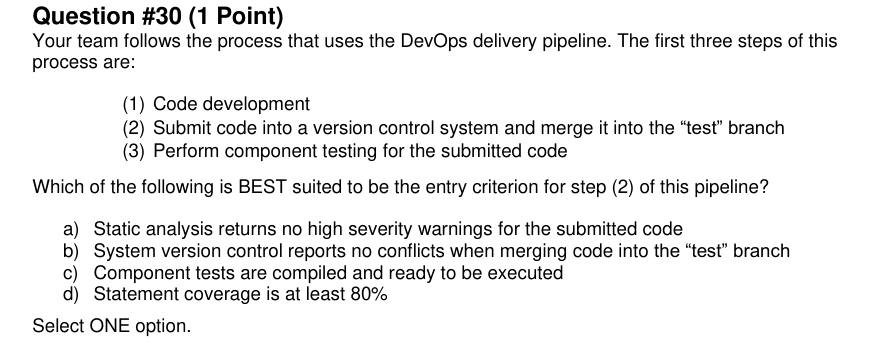 Question #30 (1 Point)
Your team follows the process that uses the DevOps delivery pipeline. The first three steps of this
process are:
(1) Code development
(2) Submit code into a version control system and merge it into the “test” branch
(3) Perform component testing for the submitted code
Which of the following is BEST suited to be the entry criterion for step (2) of this pipeline?
a) Static analysis returns no high severity warnings for the submitted code
b) System version control reports no conflicts when merging code into the “test” branch
c) Component tests are compiled and ready to be executed
d) Statement coverage is at least 80%
Select ONE option.